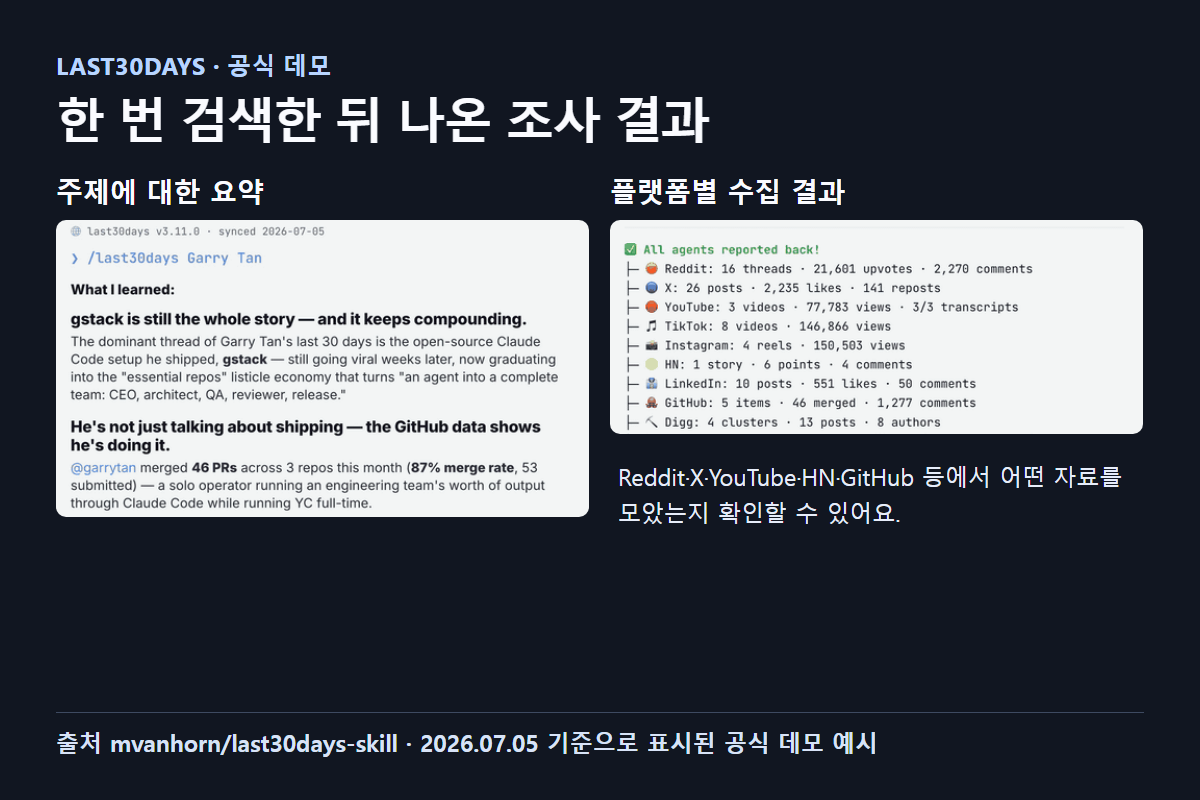 LAST30DAYS · 공식 데모
한 번 검색한 뒤 나온 조사 결과
주제에 대한 요약
last30days v3.11.0 · synced 2026-07-05
❯ /last30days Garry Tan
What I learned:
gstack is still the whole story — and it keeps compounding.
The dominant thread of Garry Tan's last 30 days is the open-source Claude
Code setup he shipped, gstack — still going viral weeks later, now graduating
into the "essential repos" listicle economy that turns "an agent into a complete
team: CEO, architect, QA, reviewer, release."
He's not just talking about shipping — the GitHub data shows
he's doing it.
@garrytan merged 46 PRs across 3 repos this month (87% merge rate, 53
submitted) — a solo operator running an engineering team's worth of output
through Claude Code while running YC full-time.
플랫폼별 수집 결과
✅ All agents reported back!
├─ Reddit: 16 threads · 21,601 upvotes · 2,270 comments
├─ X: 26 posts · 2,235 likes · 141 reposts
├─ YouTube: 3 videos · 77,783 views · 3/3 transcripts
├─ TikTok: 8 videos · 146,866 views
├─ Instagram: 4 reels · 150,503 views
├─ HN: 1 story · 6 points · 4 comments
├─ LinkedIn: 10 posts · 551 likes · 50 comments
├─ GitHub: 5 items · 46 merged · 1,277 comments
├─ Digg: 4 clusters · 13 posts · 8 authors
Reddit·X·YouTube·HN·GitHub 등에서 어떤 자료를
모았는지 확인할 수 있어요.
출처 mvanhorn/last30days-skill · 2026.07.05 기준으로 표시된 공식 데모 예시